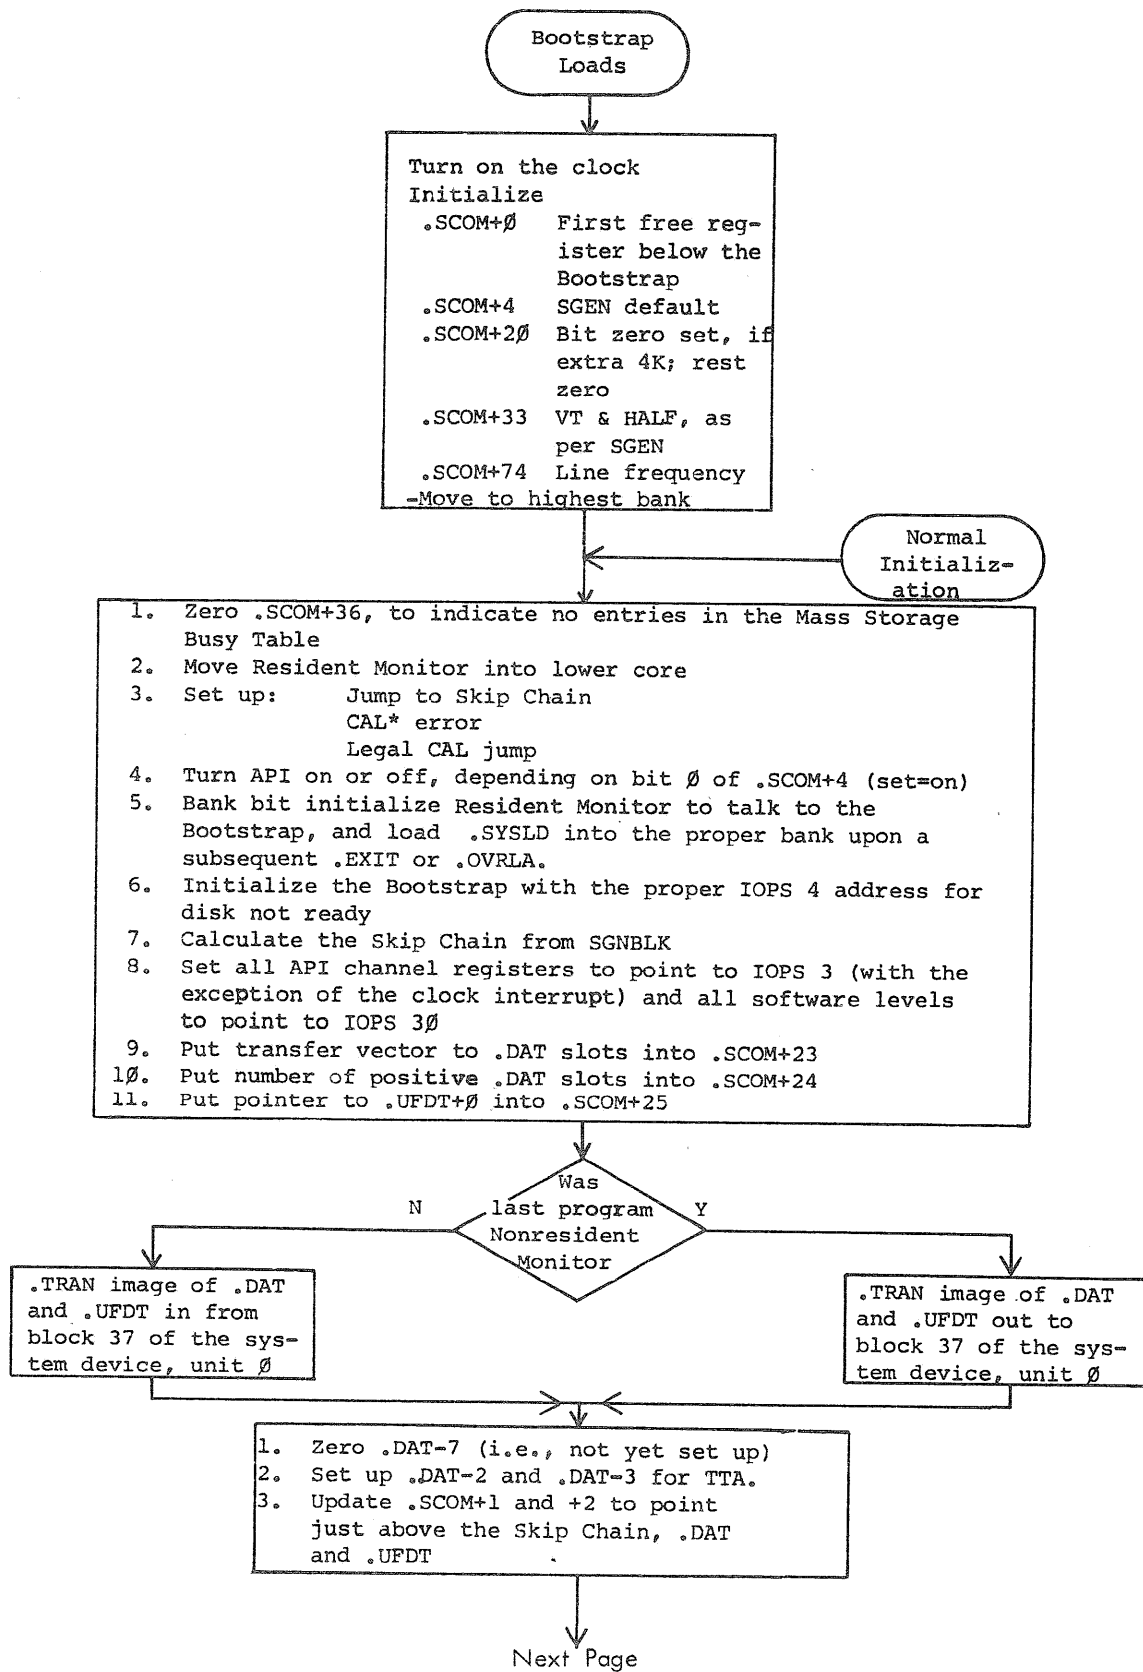 Bootstrap
Loads
Turn on the clock
Initialize
.SCOM+Ø First free reg-
ister below the
Bootstrap
.SCOM+4 SGEN default
.SCOM+2Ø Bit zero set, if
extra 4K; rest
zero
.SCOM+33 VT & HALF, as
per SGEN
.SCOM+74 Line frequency
-Move to highest bank
Normal
Initializ-
ation
1. Zero .SCOM+36, to indicate no entries in the Mass Storage
Busy Table
2. Move Resident Monitor into lower core
3. Set up: Jump to Skip Chain
CAL* error
Legal CAL jump
4. Turn API on or off, depending on bit Ø of .SCOM+4 (set=on)
5. Bank bit initialize Resident Monitor to talk to the
Bootstrap, and load .SYSLD into the proper bank upon a
subsequent .EXIT or .OVRLA.
6. Initialize the Bootstrap with the proper IOPS 4 address for
disk not ready
7. Calculate the Skip Chain from SGNBLK
8. Set all API channel registers to point to IOPS 3 (with the
exception of the clock interrupt) and all software levels
to point to IOPS 3Ø
9. Put transfer vector to .DAT slots into .SCOM+23
1Ø. Put number of positive .DAT slots into .SCOM+24
11. Put pointer to .UFDT+Ø into .SCOM+25
Was
last program
Nonresident
Monitor
N
Y
.TRAN image of .DAT
and .UFDT in from
block 37 of the sys-
tem device, unit Ø
.TRAN image of .DAT
and .UFDT out to
block 37 of the sys-
tem device, unit Ø
1. Zero .DAT-7 (i.e., not yet set up)
2. Set up .DAT-2 and .DAT-3 for TTA.
3. Update .SCOM+1 and +2 to point
just above the Skip Chain, .DAT
and .UFDT
Next Page